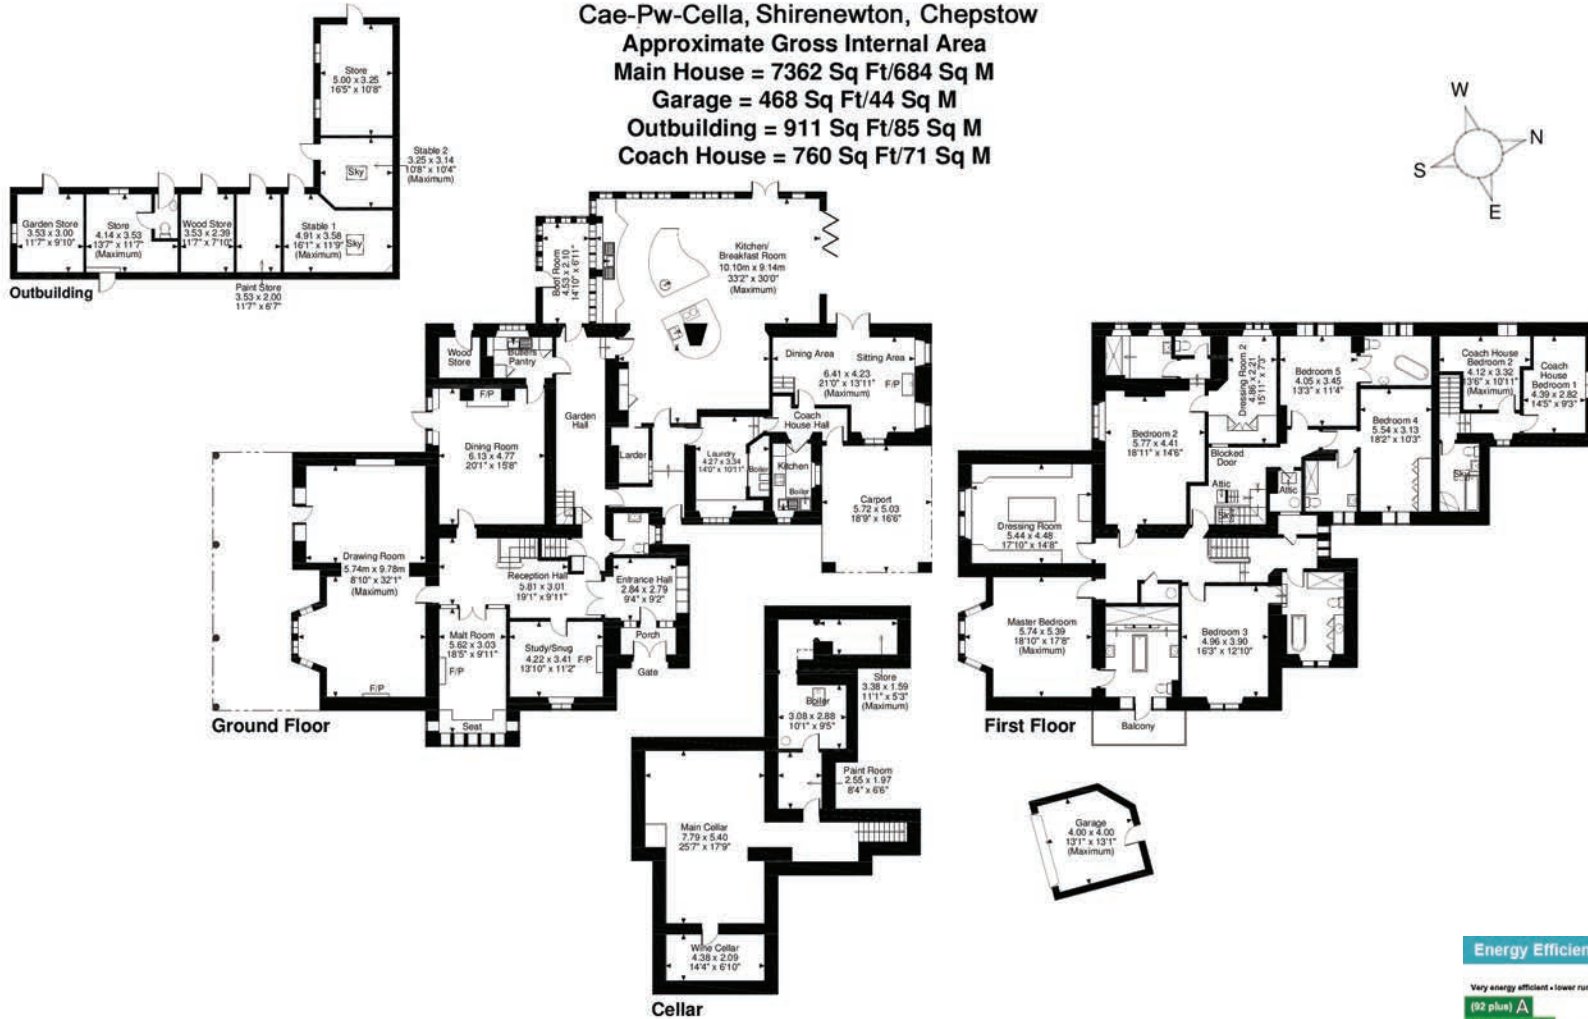 Cae-Pw-Cella, Shirenewton, Chepstow
Approximate Gross Internal Area
Main House = 7362 Sq Ft/684 Sq M
Garage = 468 Sq Ft/44 Sq M
Outbuilding = 911 Sq Ft/85 Sq M
Coach House = 760 Sq Ft/71 Sq M
W
N
S
E
Store
5.00 x 3.25
16'5" x 10'8"
Stable 2
3.25 x 3.14
10'8" x 10'4"
(Maximum)
Sky
Garden Store
3.53 x 3.00
11'7" x 9'10"
Store
4.14 x 3.53
13'7" x 11'7"
(Maximum)
Wood Store
3.53 x 2.39
11'7" x 7'10"
Stable 1
4.91 x 3.58
16'1" x 11'9"
(Maximum)
Sky
Paint Store
3.53 x 2.00
11'7" x 6'7"
Outbuilding
Boot Room
4.53 x 2.10
14'10" x 6'11"
Kitchen/
Breakfast Room
10.10m x 9.14m
33'2" x 30'0"
(Maximum)
Wood
Store
Butlers
Pantry
Dining Area
Sitting Area
6.41 x 4.23
21'0" x 13'11"
(Maximum)
F/P
F/P
Dining Room
6.13 x 4.77
20'1" x 15'8"
Garden
Hall
Larder
Laundry
4.27 x 3.34
14'0" x 10'11"
Boiler
Coach
House Hall
Kitchen
Boiler
Carport
5.72 x 5.03
18'9" x 16'6"
Drawing Room
5.74m x 9.78m
8'10" x 32'1"
(Maximum)
F/P
Reception Hall
5.81 x 3.01
19'1" x 9'11"
Entrance Hall
2.84 x 2.79
9'4" x 9'2"
Malt Room
5.62 x 3.03
18'5" x 9'11"
F/P
Study/Snug
4.22 x 3.41
13'10" x 11'2"
F/P
Porch
Gate
Seat
Ground Floor
Store
3.38 x 1.59
11'1" x 5'3"
(Maximum)
Boiler
3.08 x 2.88
10'1" x 9'5"
Paint Room
2.55 x 1.97
8'4" x 6'6"
Main Cellar
7.79 x 5.40
25'7" x 17'9"
Wine Cellar
4.38 x 2.09
14'4" x 6'10"
Cellar
Dressing Room 2
4.86 x 2.21
15'11" x 7'3"
Bedroom 5
4.05 x 3.45
13'3" x 11'4"
Coach House
Bedroom 2
4.12 x 3.32
13'6" x 10'11"
(Maximum)
Coach
House
Bedroom 1
4.39 x 2.82
14'5" x 9'3"
Bedroom 2
5.77 x 4.41
18'11" x 14'6"
Bedroom 4
5.54 x 3.13
18'2" x 10'3"
Blocked
Door
Attic
Sky
Attic
Sky
Dressing Room
5.44 x 4.48
17'10" x 14'8"
Master Bedroom
5.74 x 5.39
18'10" x 17'8"
(Maximum)
Bedroom 3
4.96 x 3.90
16'3" x 12'10"
Balcony
First Floor
Garage
4.00 x 4.00
13'1" x 13'1"
(Maximum)
Energy Efficien
Very energy efficient - lower run
(92 plus) A